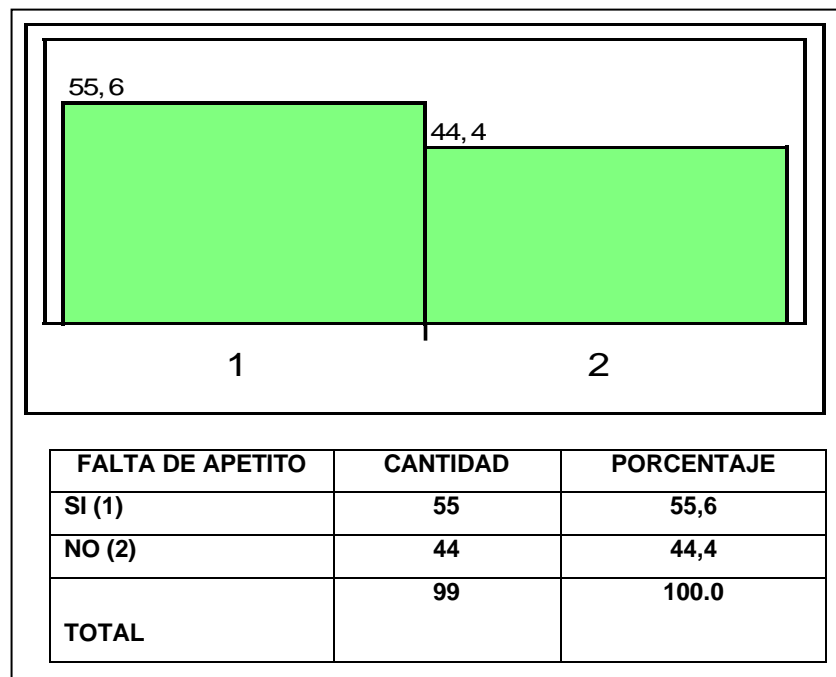 55,6
44,4
1 2
FALTA DE APETITO CANTIDAD PORCENTAJE
SI (1) 55 55,6
NO (2) 44 44,4
99 100.0
TOTAL